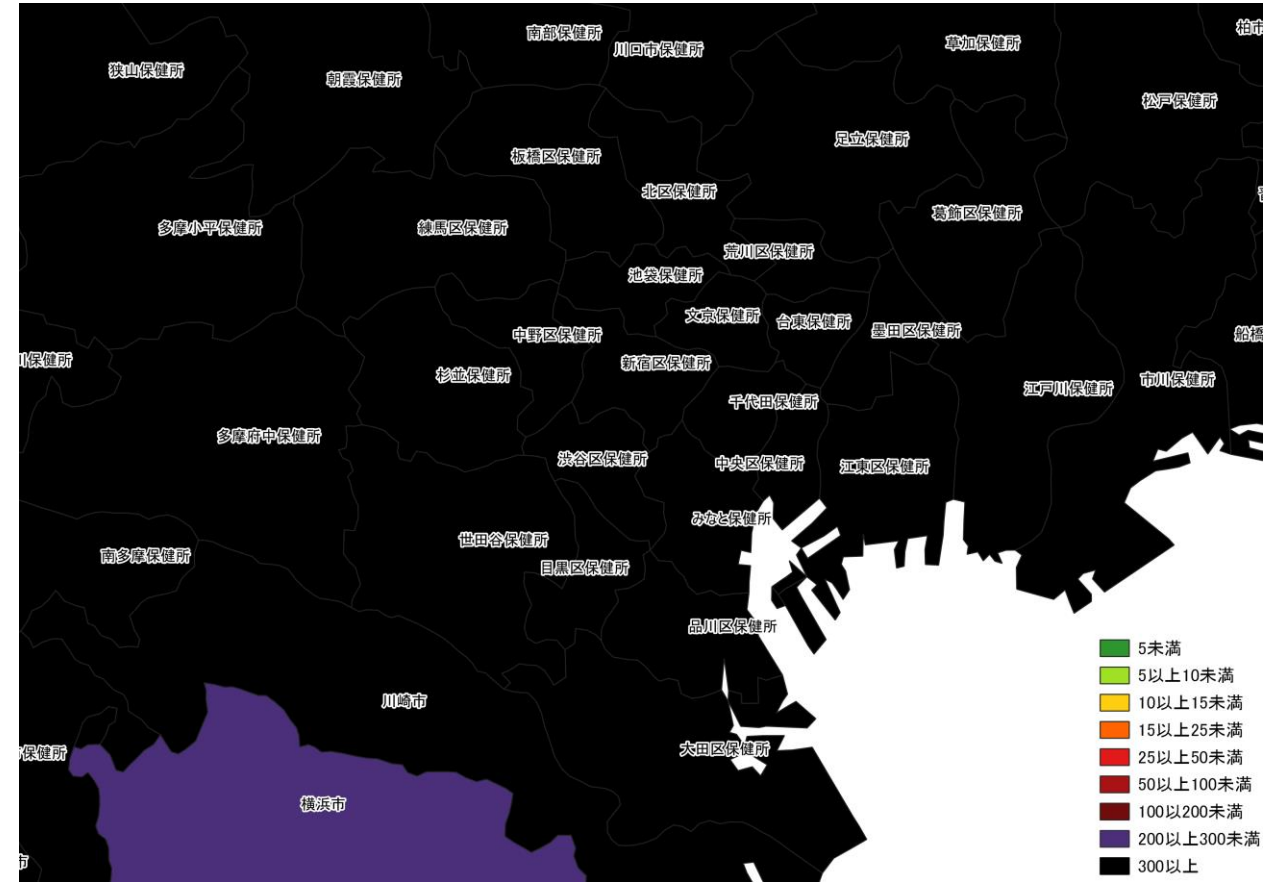 南部保健所
川口市保健所
草加保健所
柏市
狭山保健所
朝霞保健所
松戸保健所
足立保健所
板橋区保健所
北区保健所
葛飾区保健所
多摩小平保健所
練馬区保健所
荒川区保健所
池袋保健所
文京保健所
台東保健所
墨田区保健所
中野区保健所
船橋
川保健所
新宿区保健所
杉並保健所
江戸川保健所
市川保健所
千代田保健所
多摩府中保健所
渋谷区保健所
中央区保健所
江東区保健所
みなと保健所
世田谷保健所
南多摩保健所
目黒区保健所
品川区保健所
川崎市
大田区保健所
保健所
横浜市
市
5未満
5以上10未満
10以上15未満
15以上25未満
25以上50未満
50以上100未満
100以200未満
200以上300未満
300以上